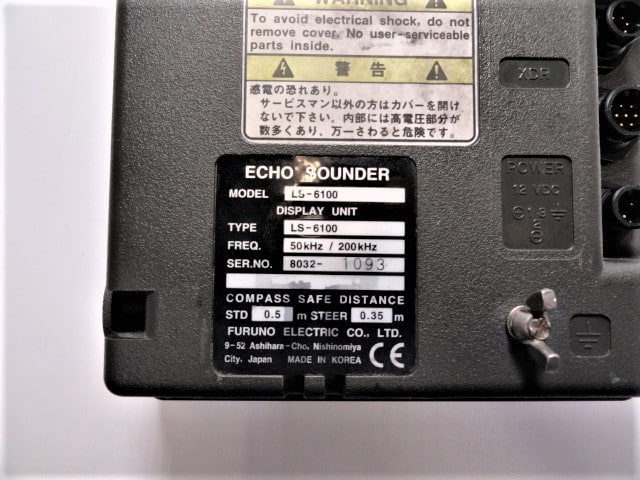 WARNING
To avoid electrical shock, do not
remove cover. No user-serviceable
parts inside.
警 告
感電の恐れあり。
サービスマン以外の方はカバーを開け
ないで下さい。内部には高電圧部分が
数多くあり、万一さわると危険です。
XDR
POWER
12 VDC
1,3
2
ECHO SOUNDER
MODEL LS-6100
DISPLAY UNIT
TYPE LS-6100
FREQ. 50kHz / 200kHz
SER.NO. 8032- 1093
COMPASS SAFE DISTANCE
STD 0.5 m STEER 0.35 m
FURUNO ELECTRIC CO., LTD.
9-52 Ashihara-Cho, Nishinomiya
City, Japan MADE IN KOREA CE